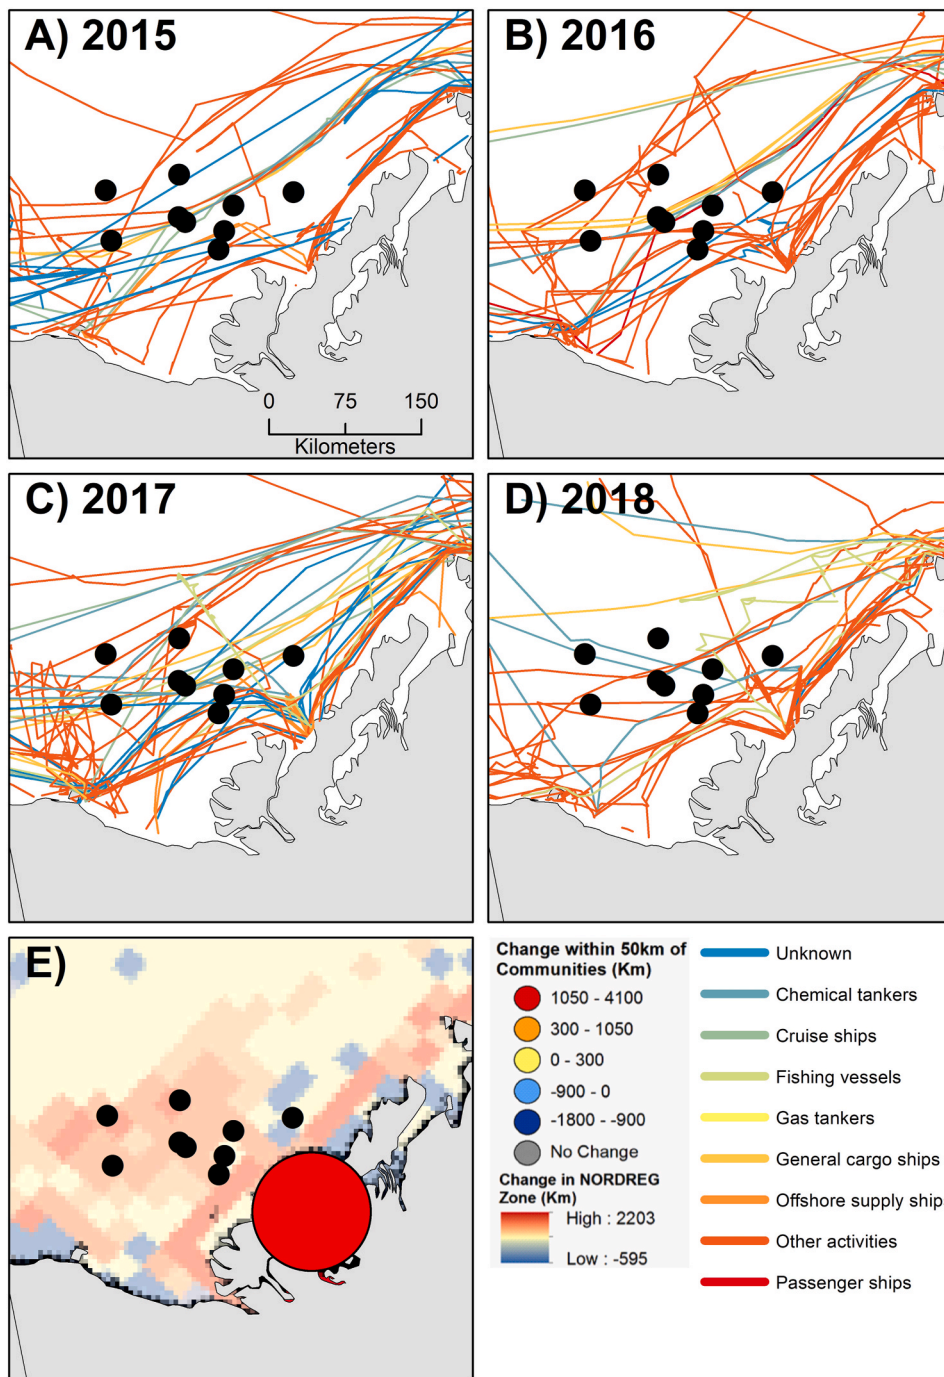 A) 2015
B) 2016
0 75 150
Kilometers
C) 2017
D) 2018
E)
Change within 50km of
Communities (Km)
1050 - 4100
300 - 1050
0 - 300
-900 - 0
-1800 - -900
No Change
Change in NORDREG
Zone (Km)
High : 2203
Low : -595
Unknown
Chemical tankers
Cruise ships
Fishing vessels
Gas tankers
General cargo ships
Offshore supply ship
Other activities
Passenger ships